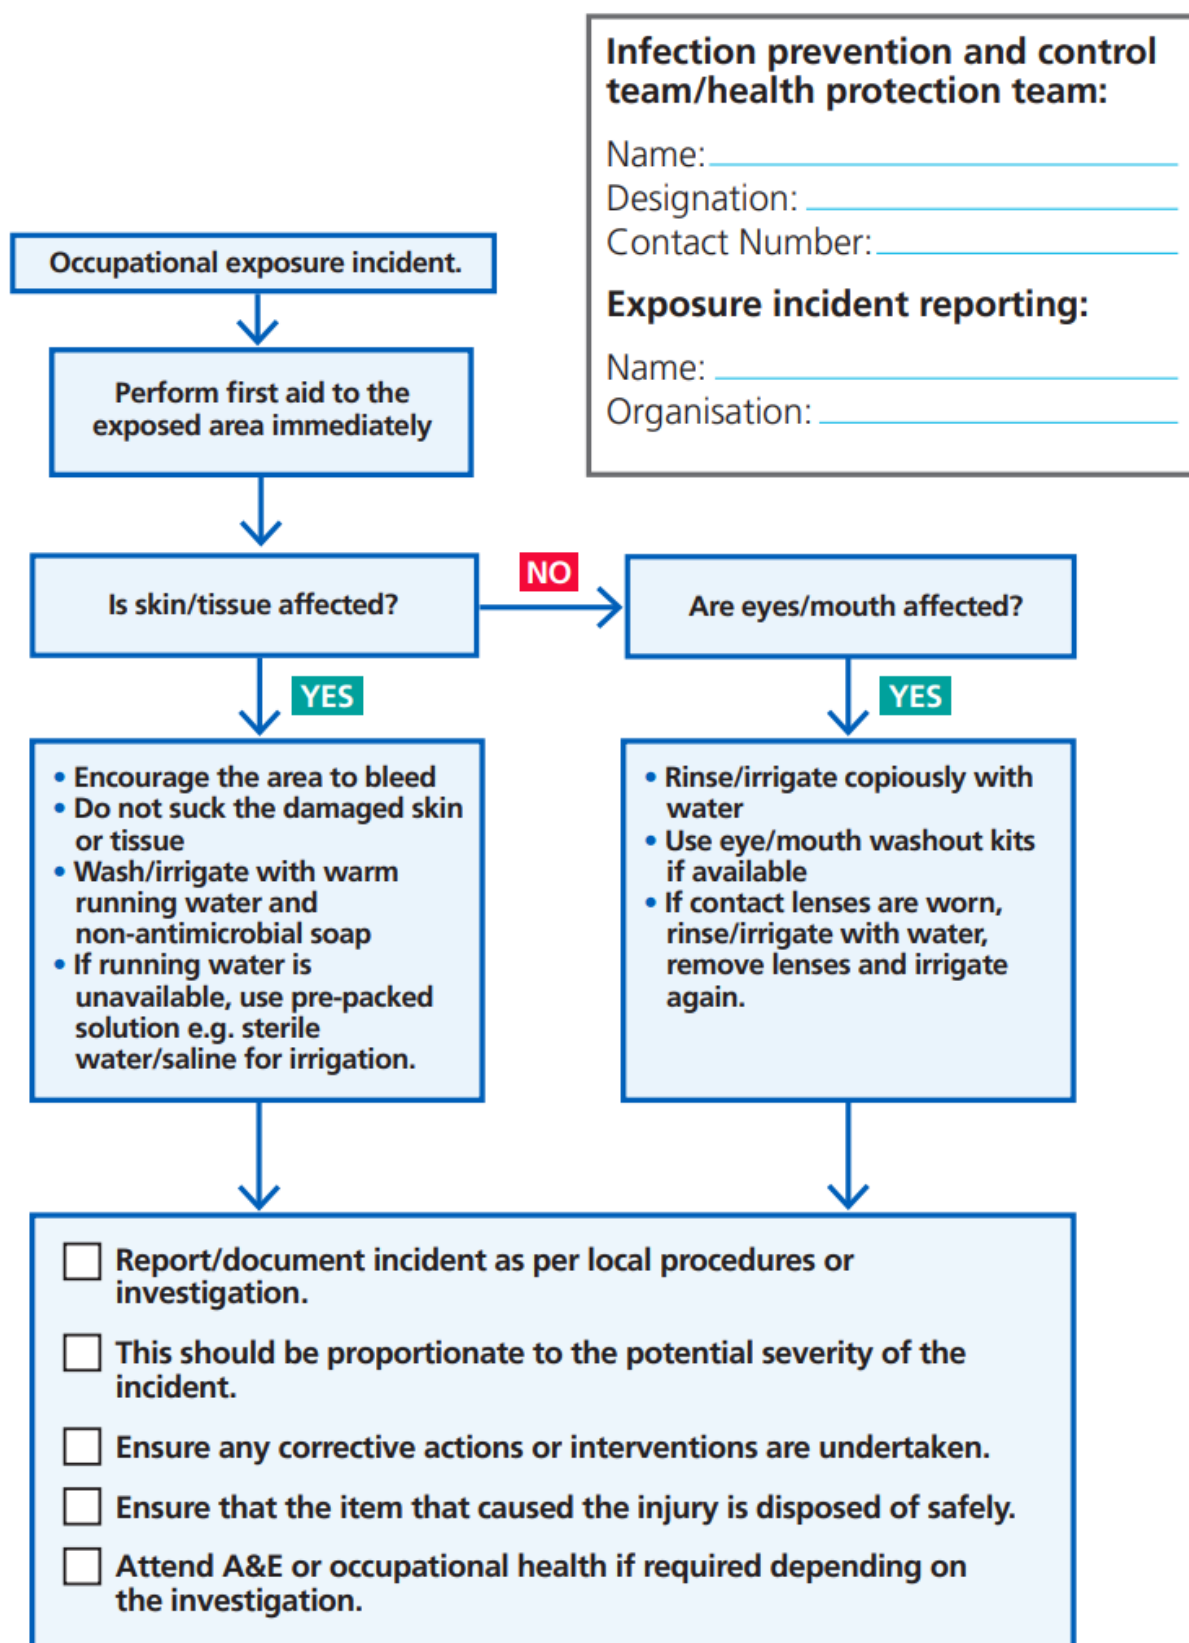 Infection prevention and control
team/health protection team:
Name:
Designation:
Contact Number:
Exposure incident reporting:
Name:
Organisation:
Occupational exposure incident.
Perform first aid to the
exposed area immediately
Is skin/tissue affected?
NO
Are eyes/mouth affected?
YES
YES
• Encourage the area to bleed
• Do not suck the damaged skin
or tissue
• Wash/irrigate with warm
running water and
non-antimicrobial soap
• If running water is
unavailable, use pre-packed
solution e.g. sterile
water/saline for irrigation.
• Rinse/irrigate copiously with
water
• Use eye/mouth washout kits
if available
• If contact lenses are worn,
rinse/irrigate with water,
remove lenses and irrigate
again.
Report/document incident as per local procedures or
investigation.
This should be proportionate to the potential severity of the
incident.
Ensure any corrective actions or interventions are undertaken.
Ensure that the item that caused the injury is disposed of safely.
Attend A&E or occupational health if required depending on
the investigation.